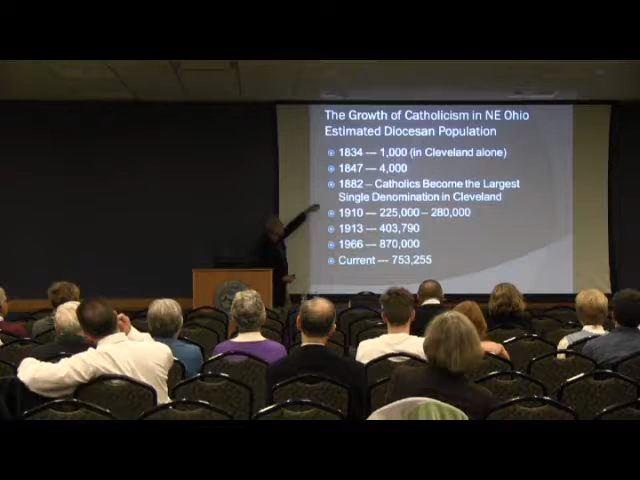 The Growth of Catholicism in NE Ohio
Estimated Diocesan Population
1834 — 1,000 (in Cleveland alone)
1847 — 4,000
1882 – Catholics Become the Largest
Single Denomination in Cleveland
1910 — 225,000 – 280,000
1913 — 403,790
1966 — 870,000
Current — 753,255